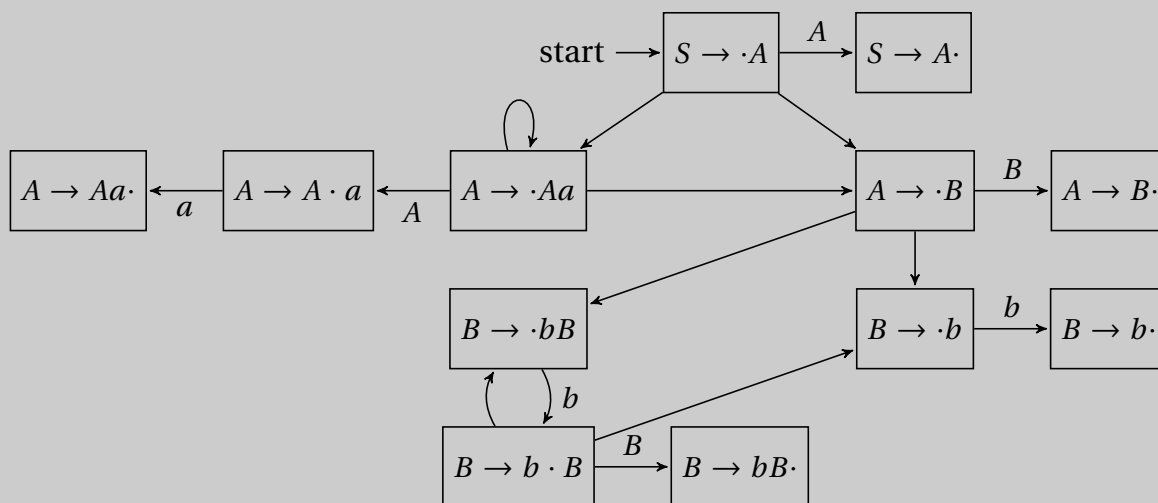 A
start S → ·A S → A·
A → Aa· a A → A · a A A → ·Aa A → ·B B A → B·
B → ·bB B → ·b b B → b·
b
B → b · B B B → bB·